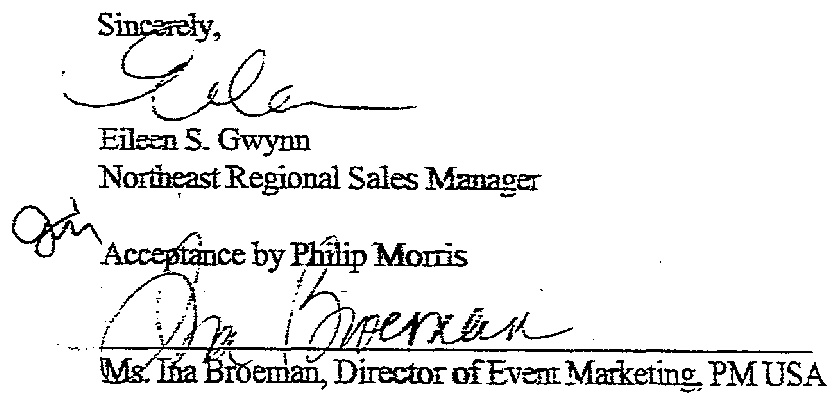 Sincerely,
Eileen
Eileen S. Gwynn
Northeast Regional Sales Manager
Acceptance by Philip Morris
Ina Broeman
Ms. Ina Broeman, Director of Event Marketing, PM USA